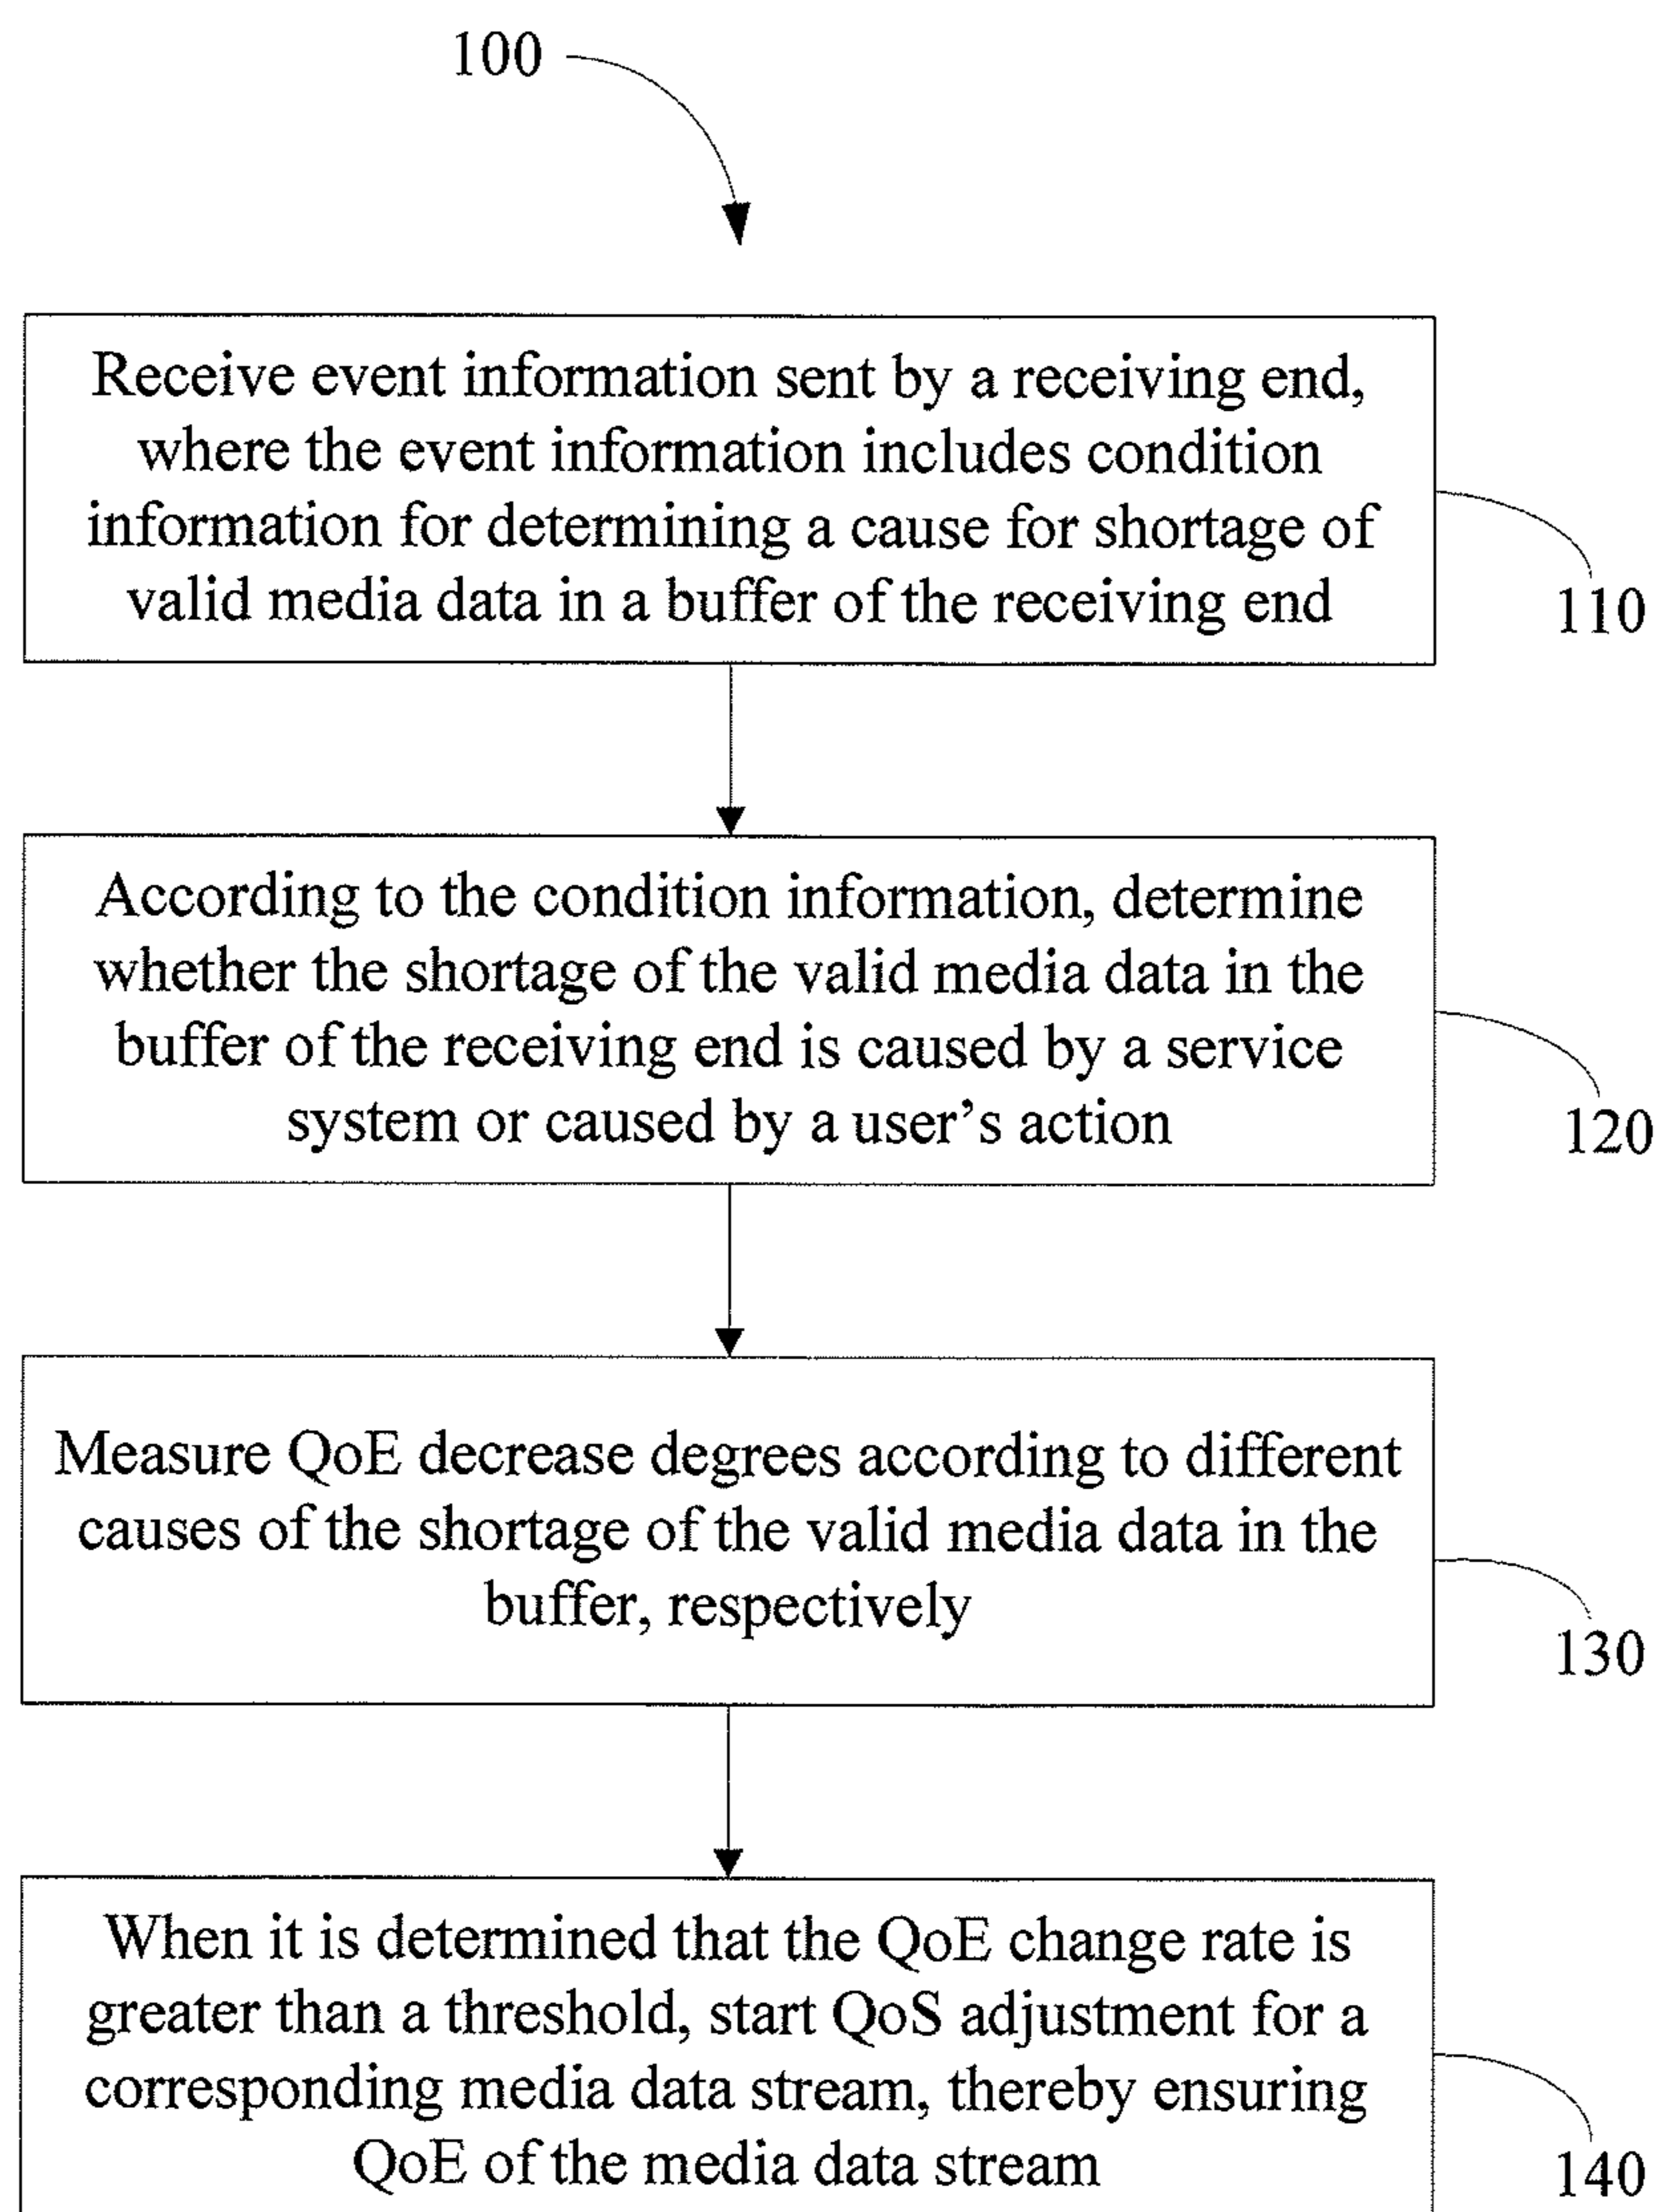 100
Receive event information sent by a receiving end,
where the event information includes condition
information for determining a cause for shortage of
valid media data in a buffer of the receiving end
110
According to the condition information, determine
whether the shortage of the valid media data in the
buffer of the receiving end is caused by a service
system or caused by a user's action
120
Measure QoE decrease degrees according to different
causes of the shortage of the valid media data in the
buffer, respectively
130
When it is determined that the QoE change rate is
greater than a threshold, start QoS adjustment for a
corresponding media data stream, thereby ensuring
QoE of the media data stream
140